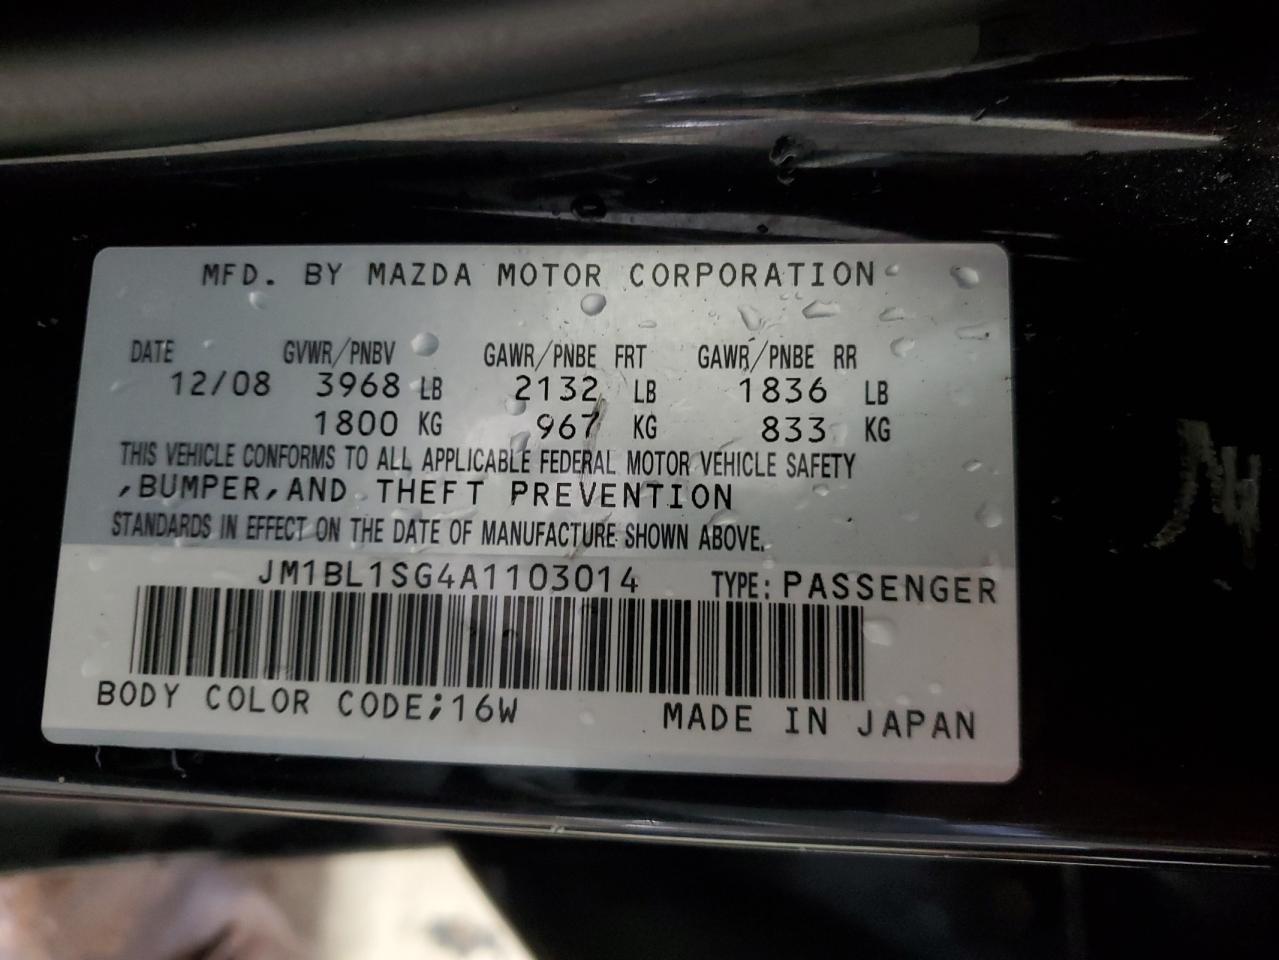 MFD. BY MAZDA MOTOR CORPORATION
DATE GVWR/PNBV GAWR/PNBE FRT GAWR/PNBE RR
12/08 3968 LB 2132 LB 1836 LB
1800 KG 967 KG 833 KG
THIS VEHICLE CONFORMS TO ALL APPLICABLE FEDERAL MOTOR VEHICLE SAFETY
,BUMPER,AND THEFT PREVENTION
STANDARDS IN EFFECT ON THE DATE OF MANUFACTURE SHOWN ABOVE.
JM1BL1SG4A1103014 TYPE: PASSENGER
BODY COLOR CODE;16W MADE IN JAPAN